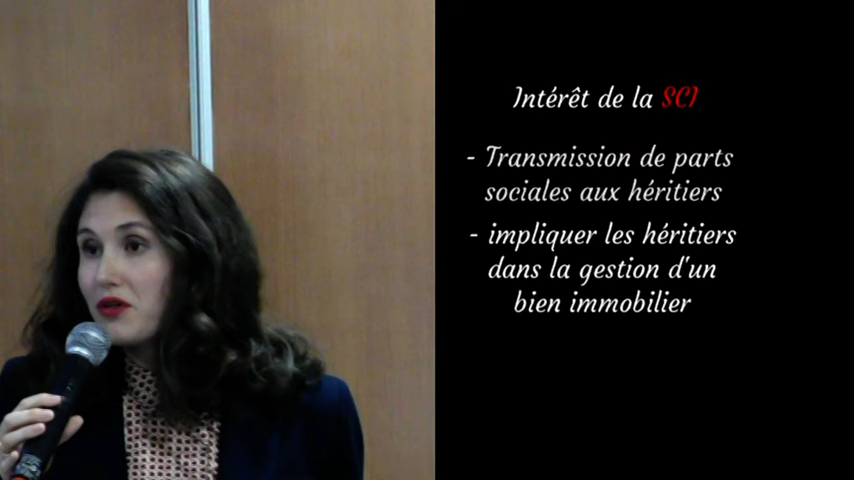 Intérêt de la SCI
- Transmission de parts
sociales aux héritiers
- impliquer les héritiers
dans la gestion d'un
bien immobilier